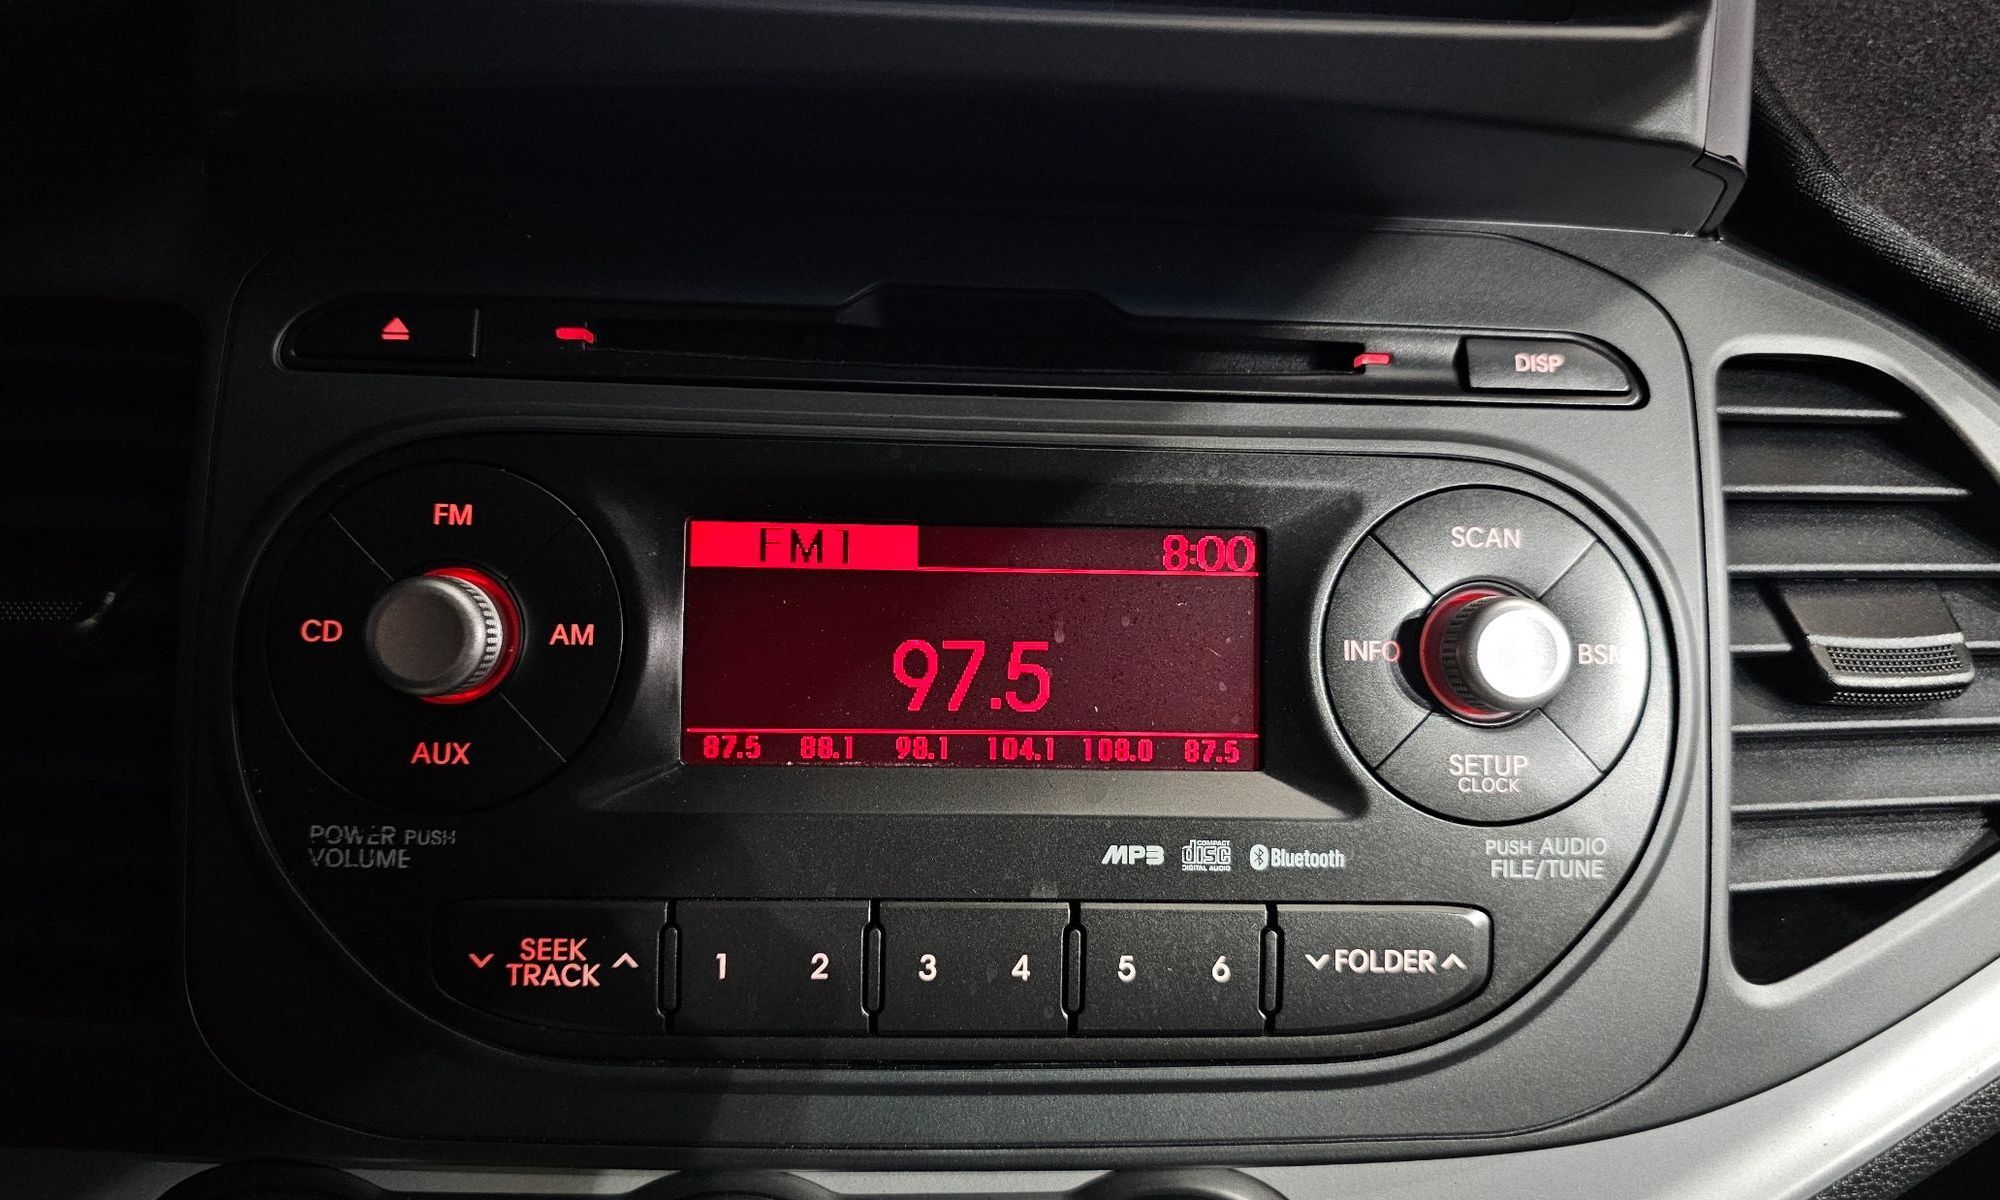 DISP
FM
CD
AM
AUX
POWER PUSH
VOLUME
FM1 8:00
97.5
87.5 88.1 98.1 104.1 108.0 87.5
SCAN
INFO
SETUP
CLOCK
PUSH AUDIO
FILE/TUNE
MP3 COMPACT disc DIGITAL AUDIO Bluetooth
SEEK
TRACK
1 2 3 4 5 6
FOLDER